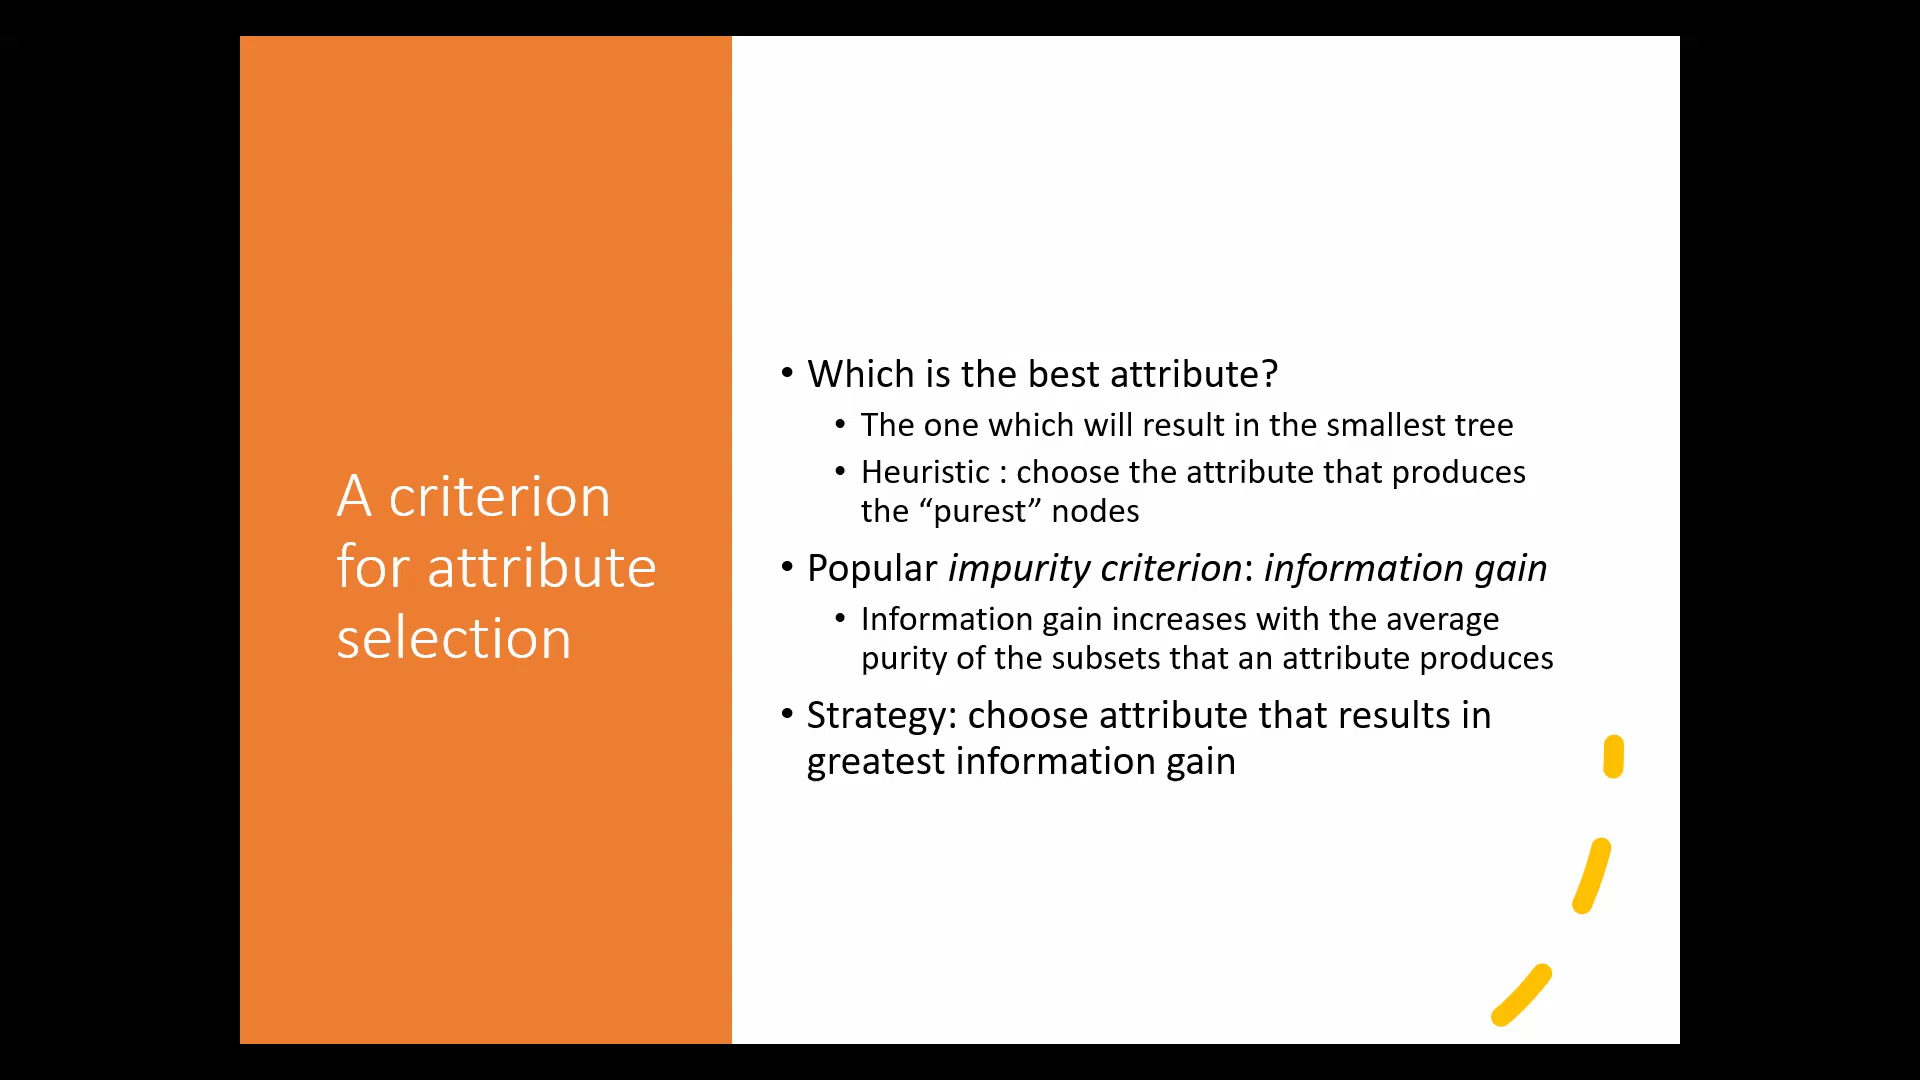 A criterion
for attribute
selection
• Which is the best attribute?
• The one which will result in the smallest tree
• Heuristic : choose the attribute that produces
the “purest” nodes
• Popular impurity criterion: information gain
• Information gain increases with the average
purity of the subsets that an attribute produces
• Strategy: choose attribute that results in
greatest information gain